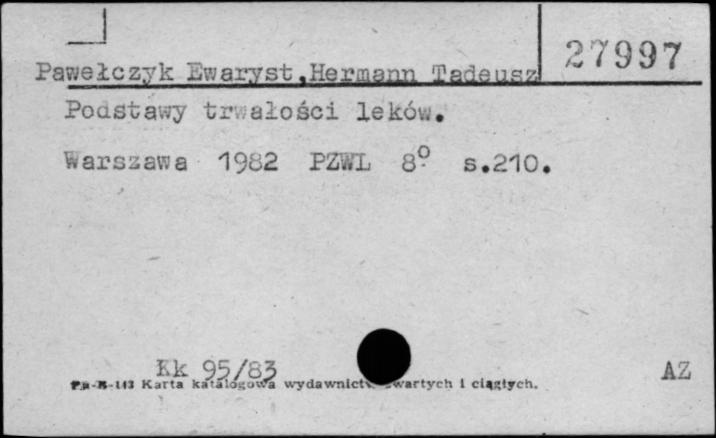 27997
Pawełczyk Ewaryst, Hermann Tadeusz
Podstawy trwałości leków.
Warszawa 1982 PZWL 8º s.210.
Kk 95/83
AZ
Karta katalogowa wydawnictw zwartych i ciągłych.